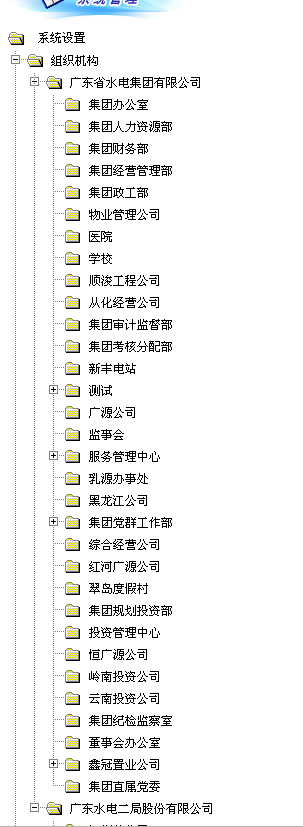 系统管理
系统设置
组织机构
广东省水电集团有限公司
集团办公室
集团人力资源部
集团财务部
集团经营管理部
集团政工部
物业管理公司
医院
学校
顺浚工程公司
从化经营公司
集团审计监督部
集团考核分配部
新丰电站
测试
广源公司
监事会
服务管理中心
乳源办事处
黑龙江公司
集团党群工作部
综合经营公司
红河广源公司
翠岛度假村
集团规划投资部
投资管理中心
恒广源公司
岭南投资公司
云南投资公司
集团纪检监察室
董事会办公室
鑫冠置业公司
集团直属党委
广东水电二局股份有限公司